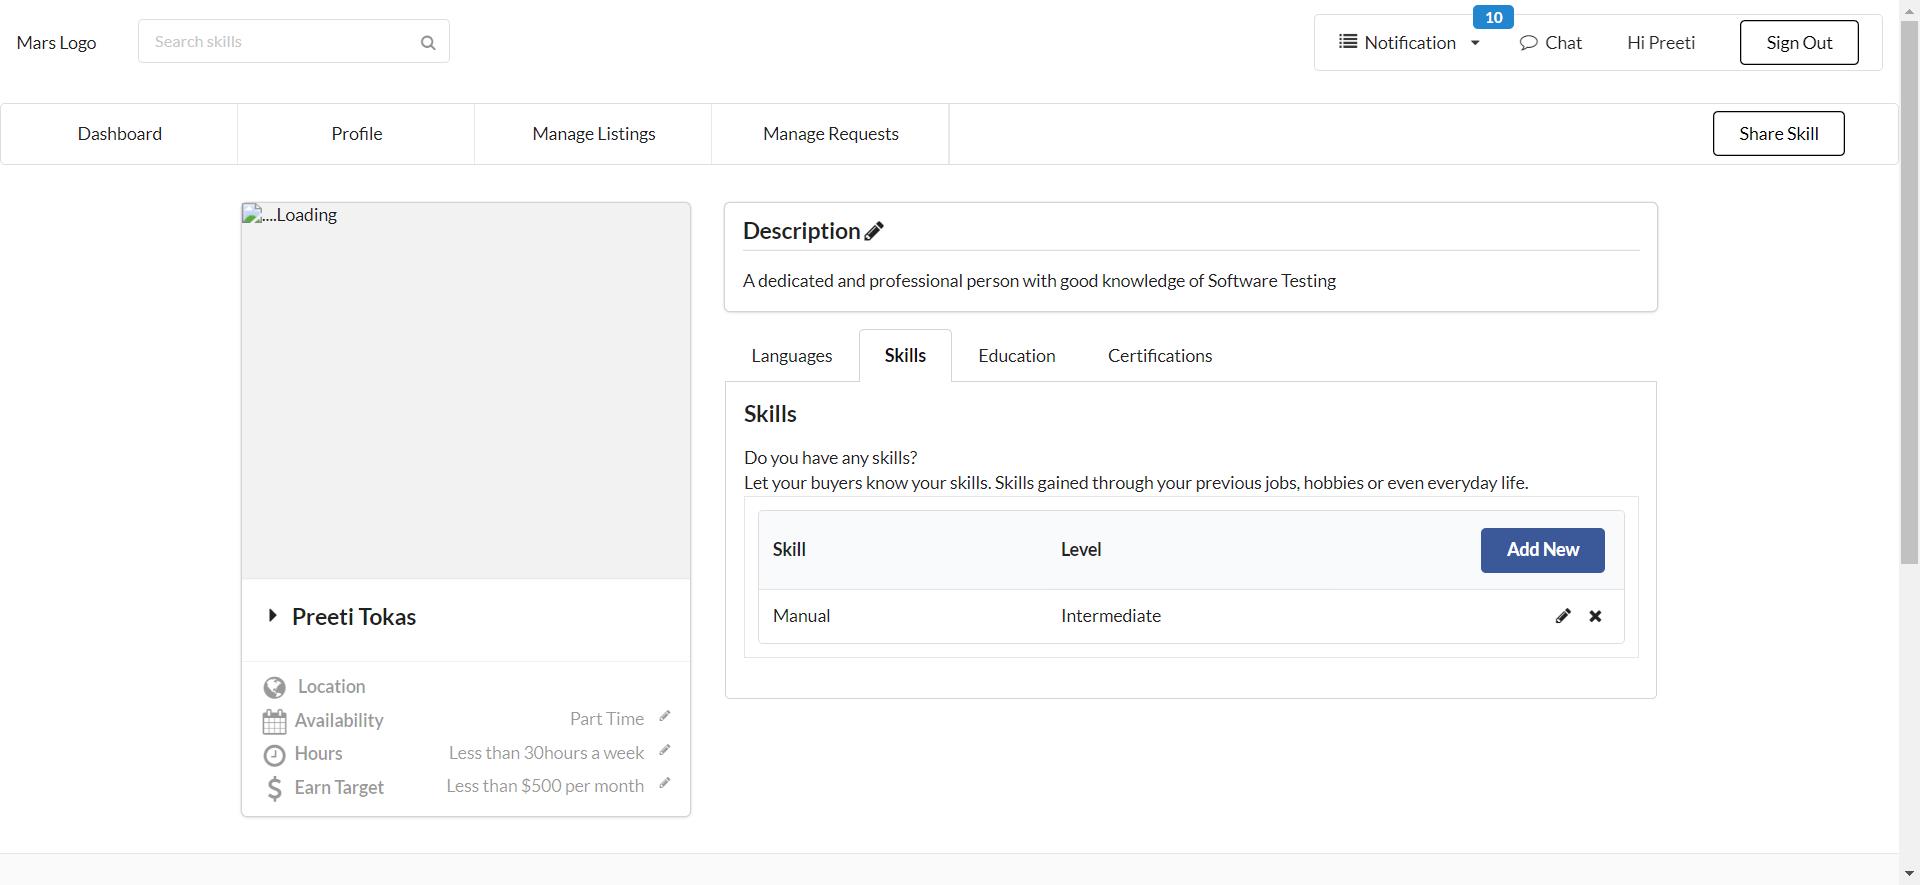 Mars Logo
Search skills
10
Notification
Chat
Hi Preeti
Sign Out
Dashboard
Profile
Manage Listings
Manage Requests
Share Skill
....Loading
Preeti Tokas
Location
Availability
Part Time
Hours
Less than 30hours a week
Earn Target
Less than $500 per month
Description
A dedicated and professional person with good knowledge of Software Testing
Languages
Skills
Education
Certifications
Skills
Do you have any skills?
Let your buyers know your skills. Skills gained through your previous jobs, hobbies or even everyday life.
Skill
Level
Add New
Manual
Intermediate